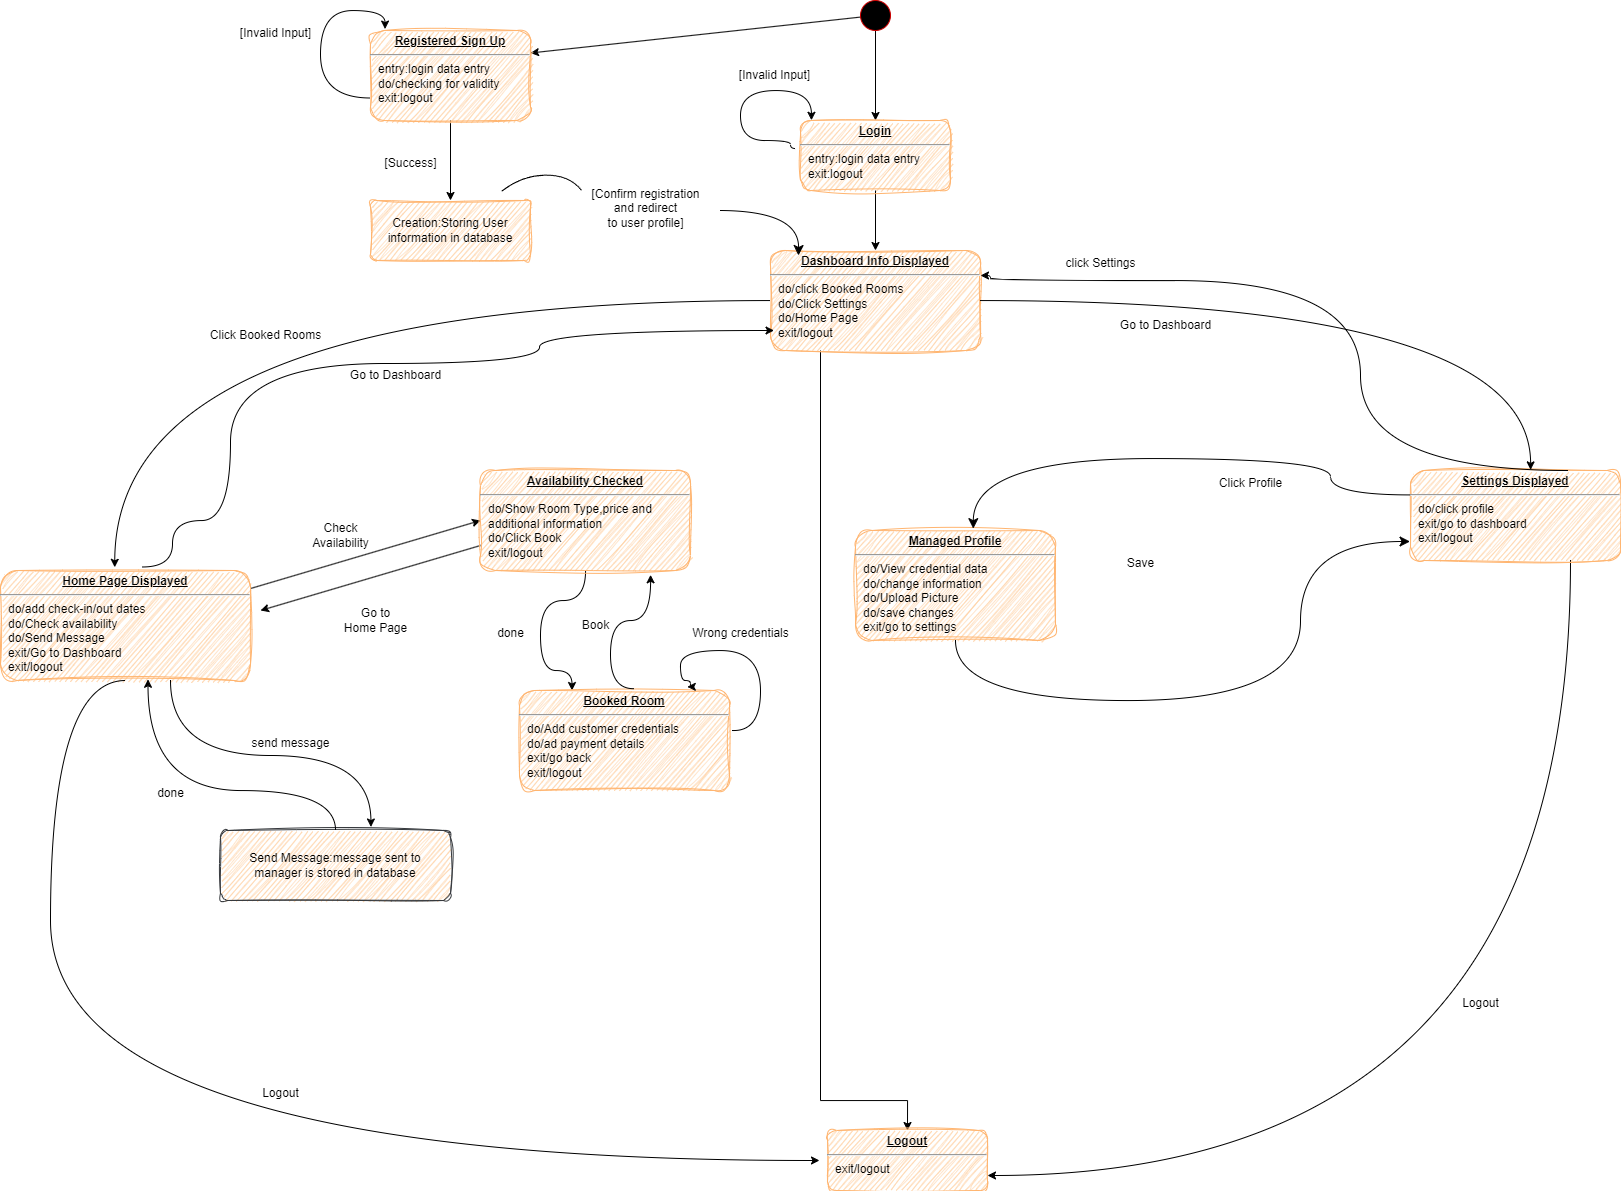 [Invalid Input]
Registered Sign Up
entry:login data entry
do/checking for validity
exit:logout
[Invalid Input]
Login
entry:login data entry
exit:logout
[Success]
Creation:Storing User
information in database
[Confirm registration
and redirect
to user profile]
Dashboard Info Displayed
do/click Booked Rooms
do/Click Settings
do/Home Page
exit/logout
click Settings
Go to Dashboard
Click Booked Rooms
Go to Dashboard
Availability Checked
do/Show Room Type,price and
additional information
do/Click Book
exit/logout
Click Profile
Settings Displayed
do/click profile
exit/go to dashboard
exit/logout
Check
Availability
Managed Profile
do/View credential data
do/change information
do/Upload Picture
do/save changes
exit/go to settings
Save
Home Page Displayed
do/add check-in/out dates
do/Check availability
do/Send Message
exit/Go to Dashboard
exit/logout
Go to
Home Page
done
Book
Wrong credentials
Booked Room
do/Add customer credentials
do/ad payment details
exit/go back
exit/logout
send message
done
Send Message:message sent to
manager is stored in database
Logout
Logout
Logout
exit/logout